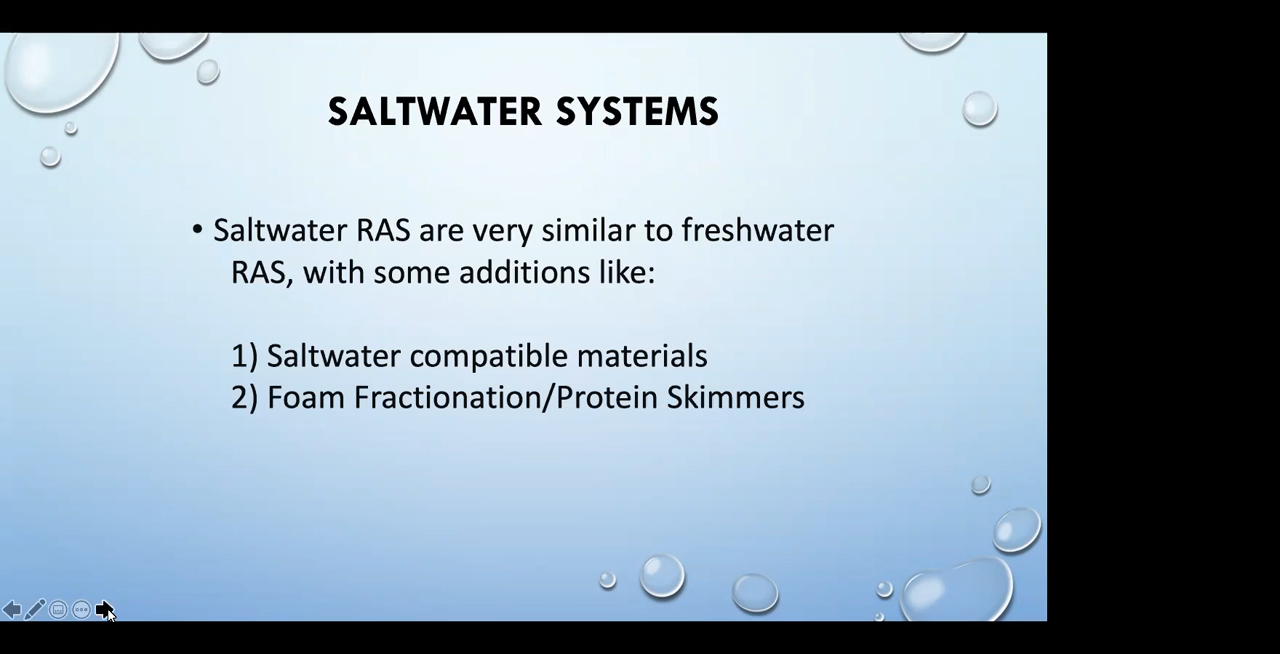 SALTWATER SYSTEMS
• Saltwater RAS are very similar to freshwater
RAS, with some additions like:
1) Saltwater compatible materials
2) Foam Fractionation/Protein Skimmers